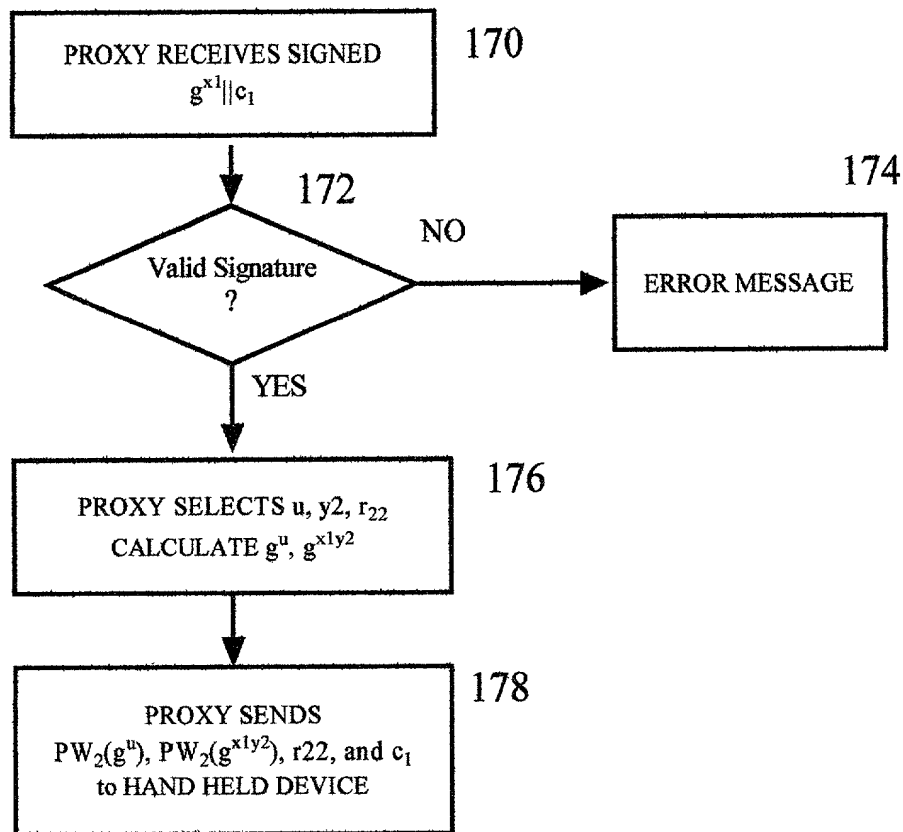 PROXY RECEIVES SIGNED
g^x1||c₁
170
172
Valid Signature
?
NO
174
ERROR MESSAGE
YES
PROXY SELECTS u, y2, r₂₂
CALCULATE g^u, g^x1y2
176
PROXY SENDS
PW₂(g^u), PW₂(g^x1y2), r22, and c₁
to HAND HELD DEVICE
178